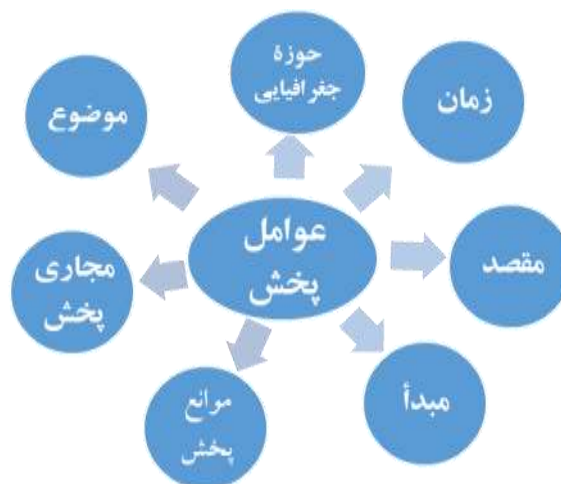 حوزهٔ
جغرافیایی
زمان
موضوع
عوامل
پخش
مقصد
مجاری
پخش
مبدأ
موانع
پخش